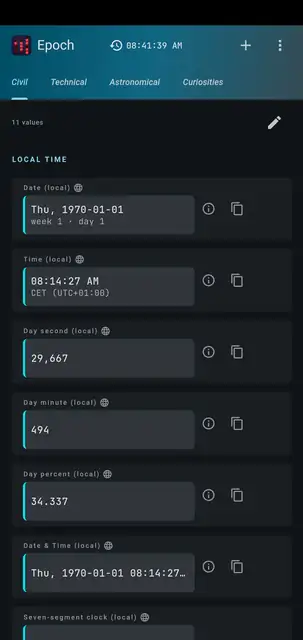 Epoch
08:41:39 AM
Civil
Technical
Astronomical
Curiosities
11 values
LOCAL TIME
Date (local)
Thu, 1970-01-01
week 1 · day 1
Time (local)
08:14:27 AM
CET (UTC+01:00)
Day second (local)
29,667
Day minute (local)
494
Day percent (local)
34.337
Date & Time (local)
Thu, 1970-01-01 08:14:27…
Seven-segment clock (local)